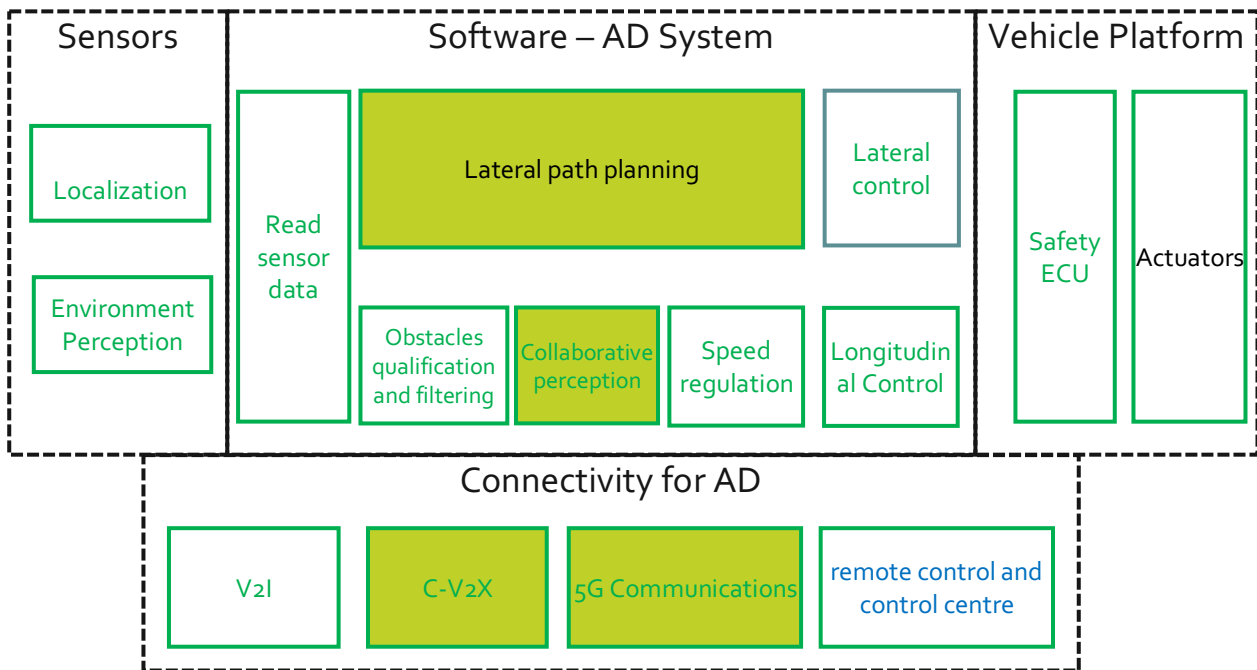 Sensors
Localization
Environment
Perception
Software – AD System
Read
sensor
data
Lateral path planning
Lateral
control
Obstacles
qualification
and filtering
Collaborative
perception
Speed
regulation
Longitudin
al Control
Vehicle Platform
Safety
ECU
Actuators
Connectivity for AD
V2I
C-V2X
5G Communications
remote control and
control centre